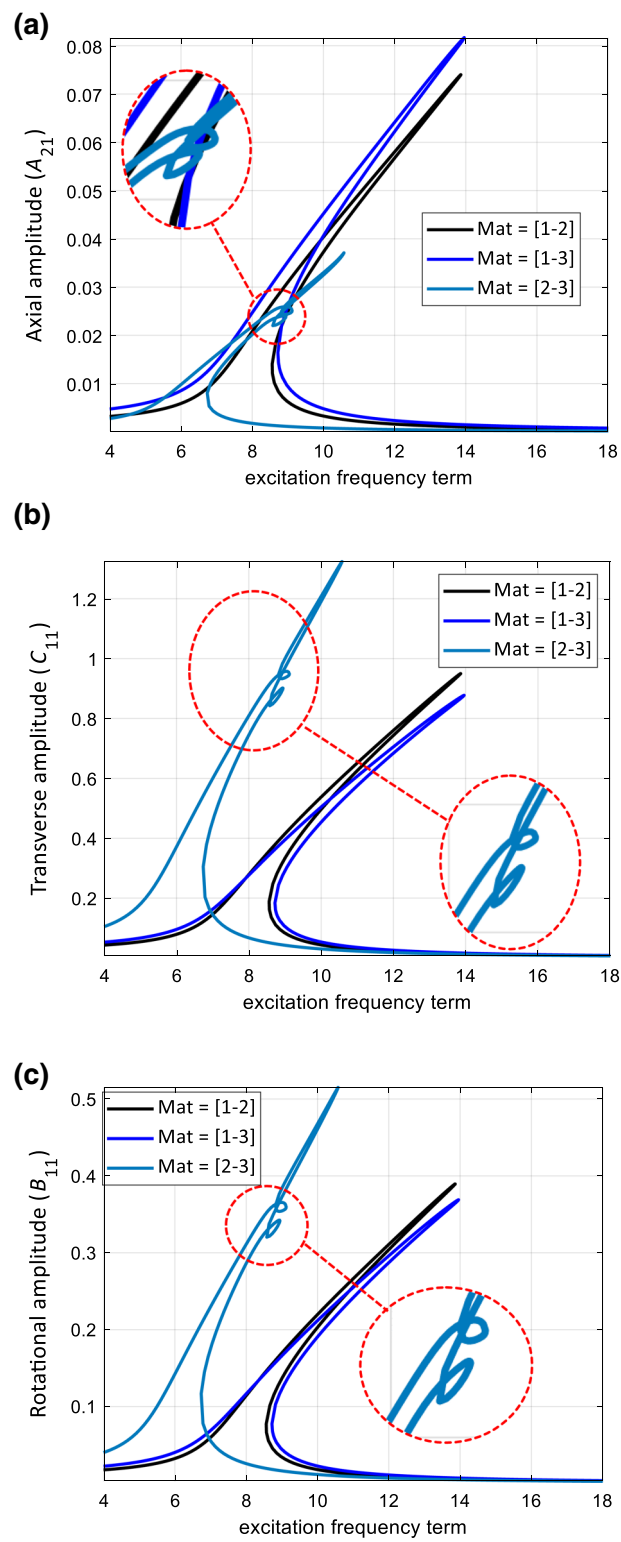 (a)
0.08
0.07
0.06
0.05
0.04
0.03
0.02
0.01
Axial amplitude (A21)
Mat = [1-2]
Mat = [1-3]
Mat = [2-3]
4 6 8 10 12 14 16 18
excitation frequency term
(b)
1.2
1
0.8
0.6
0.4
0.2
Transverse amplitude (C11)
Mat = [1-2]
Mat = [1-3]
Mat = [2-3]
4 6 8 10 12 14 16 18
excitation frequency term
(c)
0.5
0.4
0.3
0.2
0.1
Rotational amplitude (B11)
Mat = [1-2]
Mat = [1-3]
Mat = [2-3]
4 6 8 10 12 14 16 18
excitation frequency term